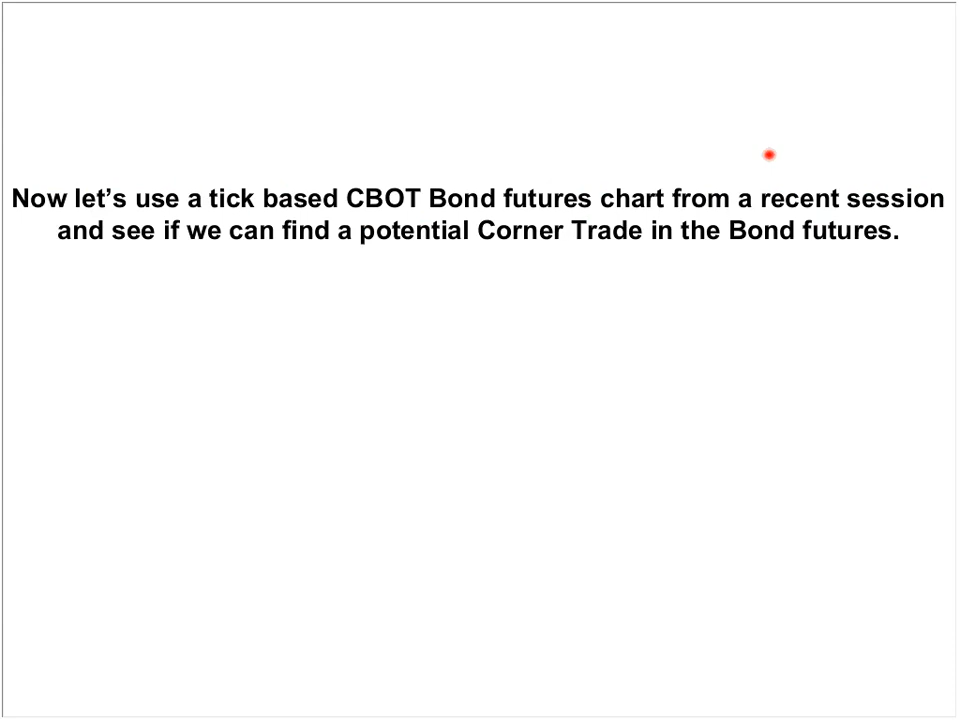 Now let’s use a tick based CBOT Bond futures chart from a recent session
and see if we can find a potential Corner Trade in the Bond futures.